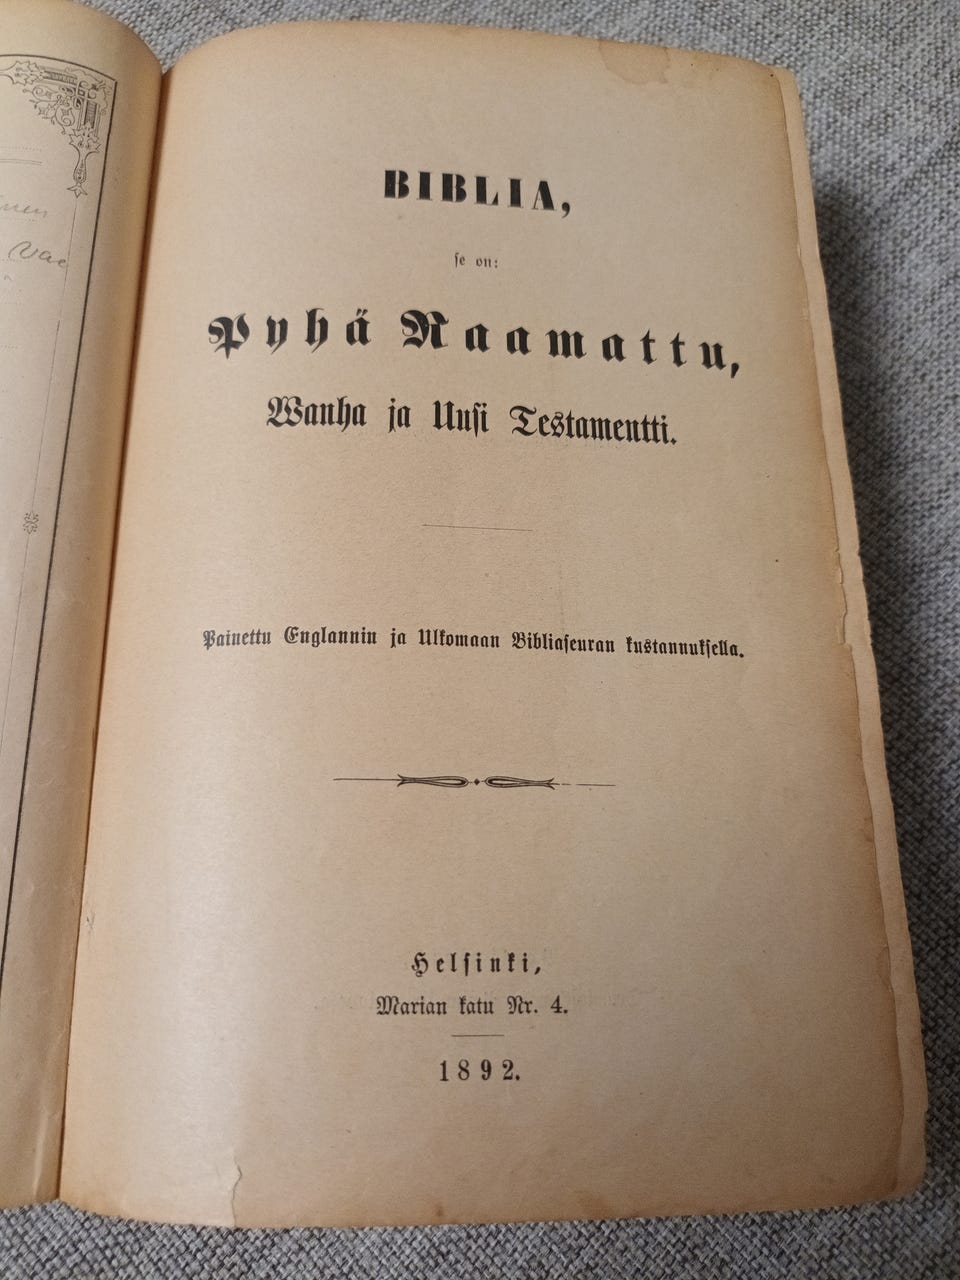 BIBLIA,
se on:
Pyhä Raamattu,
Wanha ja Uusi Testamentti.
Painettu Englannin ja Ulkomaan Bibliaseuran kustannuksella.
Helsinki,
Marian katu Nr. 4.
1892.